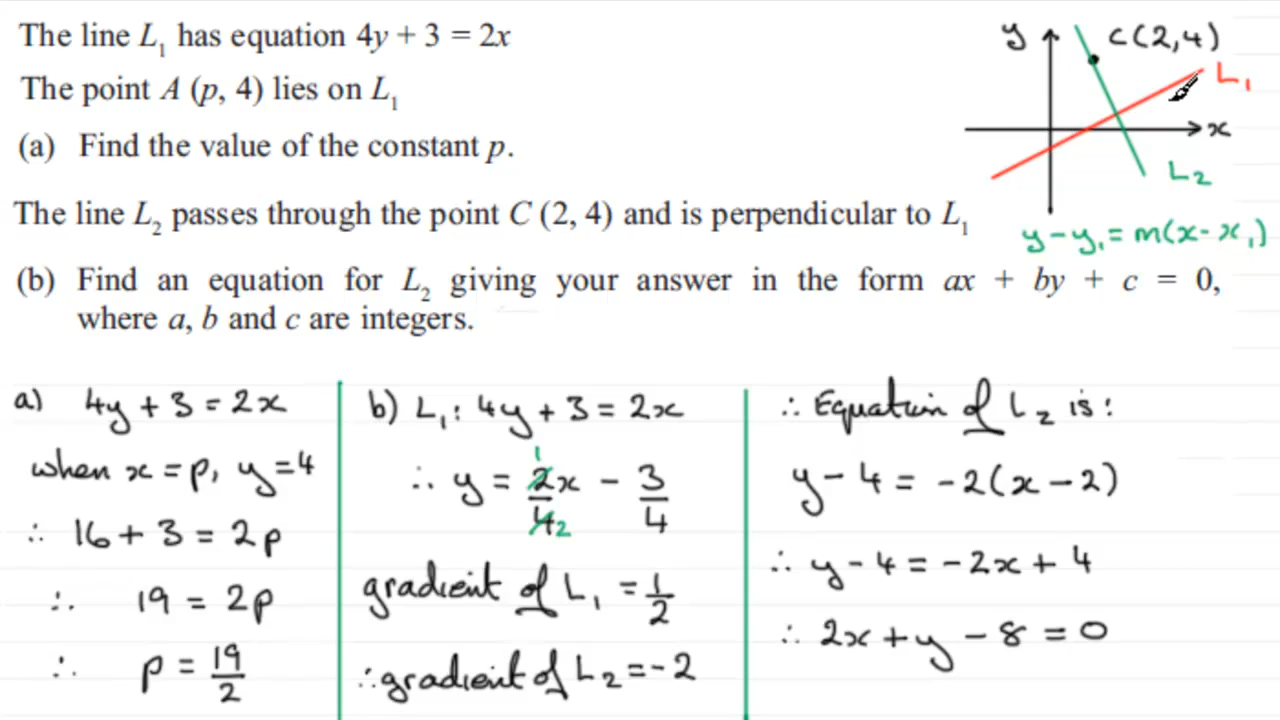 The line L₁ has equation 4y + 3 = 2x
The point A (p, 4) lies on L₁
(a) Find the value of the constant p.
The line L₂ passes through the point C (2, 4) and is perpendicular to L₁
(b) Find an equation for L₂ giving your answer in the form ax + by + c = 0,
where a, b and c are integers.
y
C(2,4)
L₁
x
L₂
y - y₁ = m(x - x₁)
a) 4y + 3 = 2x
when x = p, y = 4
∴ 16 + 3 = 2p
∴ 19 = 2p
∴ p = 19/2
b) L₁: 4y + 3 = 2x
1
∴ y = 2/4 x - 3/4
2
gradient of L₁ = 1/2
∴ gradient of L₂ = -2
∴ Equation of L₂ is:
y - 4 = -2(x - 2)
∴ y - 4 = -2x + 4
∴ 2x + y - 8 = 0